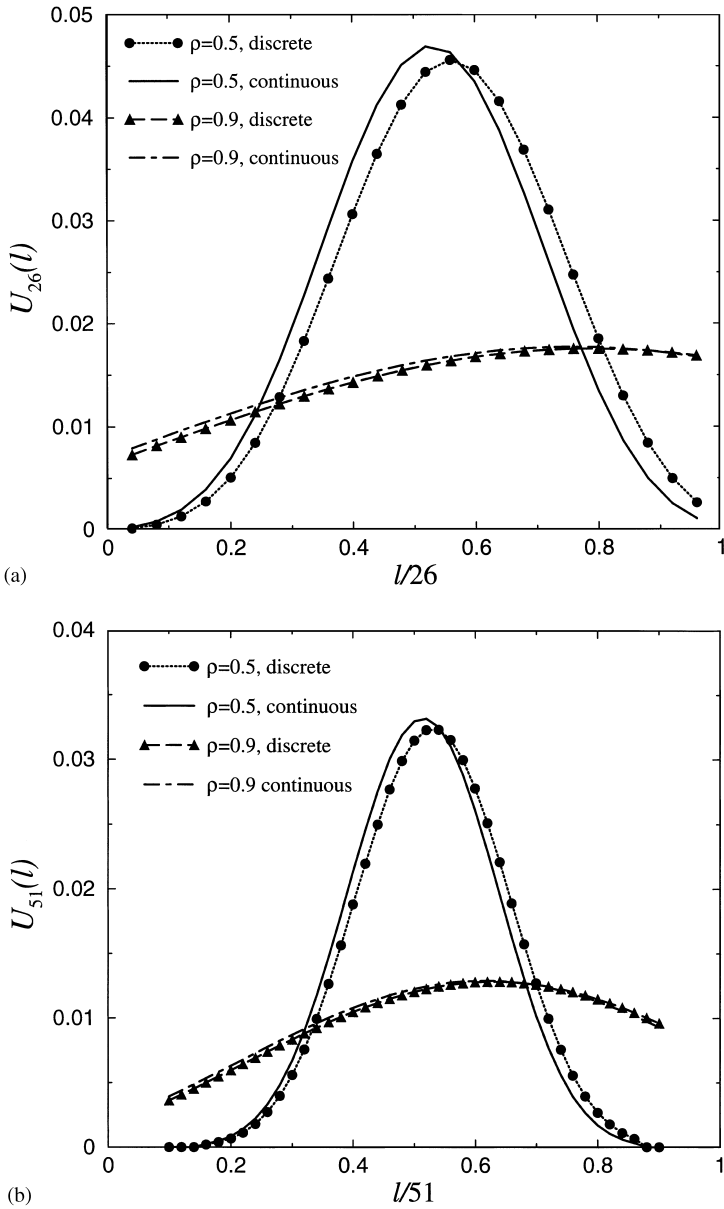 0.05
ρ=0.5, discrete
ρ=0.5, continuous
0.04
ρ=0.9, discrete
ρ=0.9, continuous
0.03
U26(l)
0.02
0.01
0
0 0.2 0.4 0.6 0.8 1
(a)
l/26
0.04
ρ=0.5, discrete
ρ=0.5, continuous
ρ=0.9, discrete
0.03
ρ=0.9 continuous
U51(l)
0.02
0.01
0
0 0.2 0.4 0.6 0.8 1
(b)
l/51